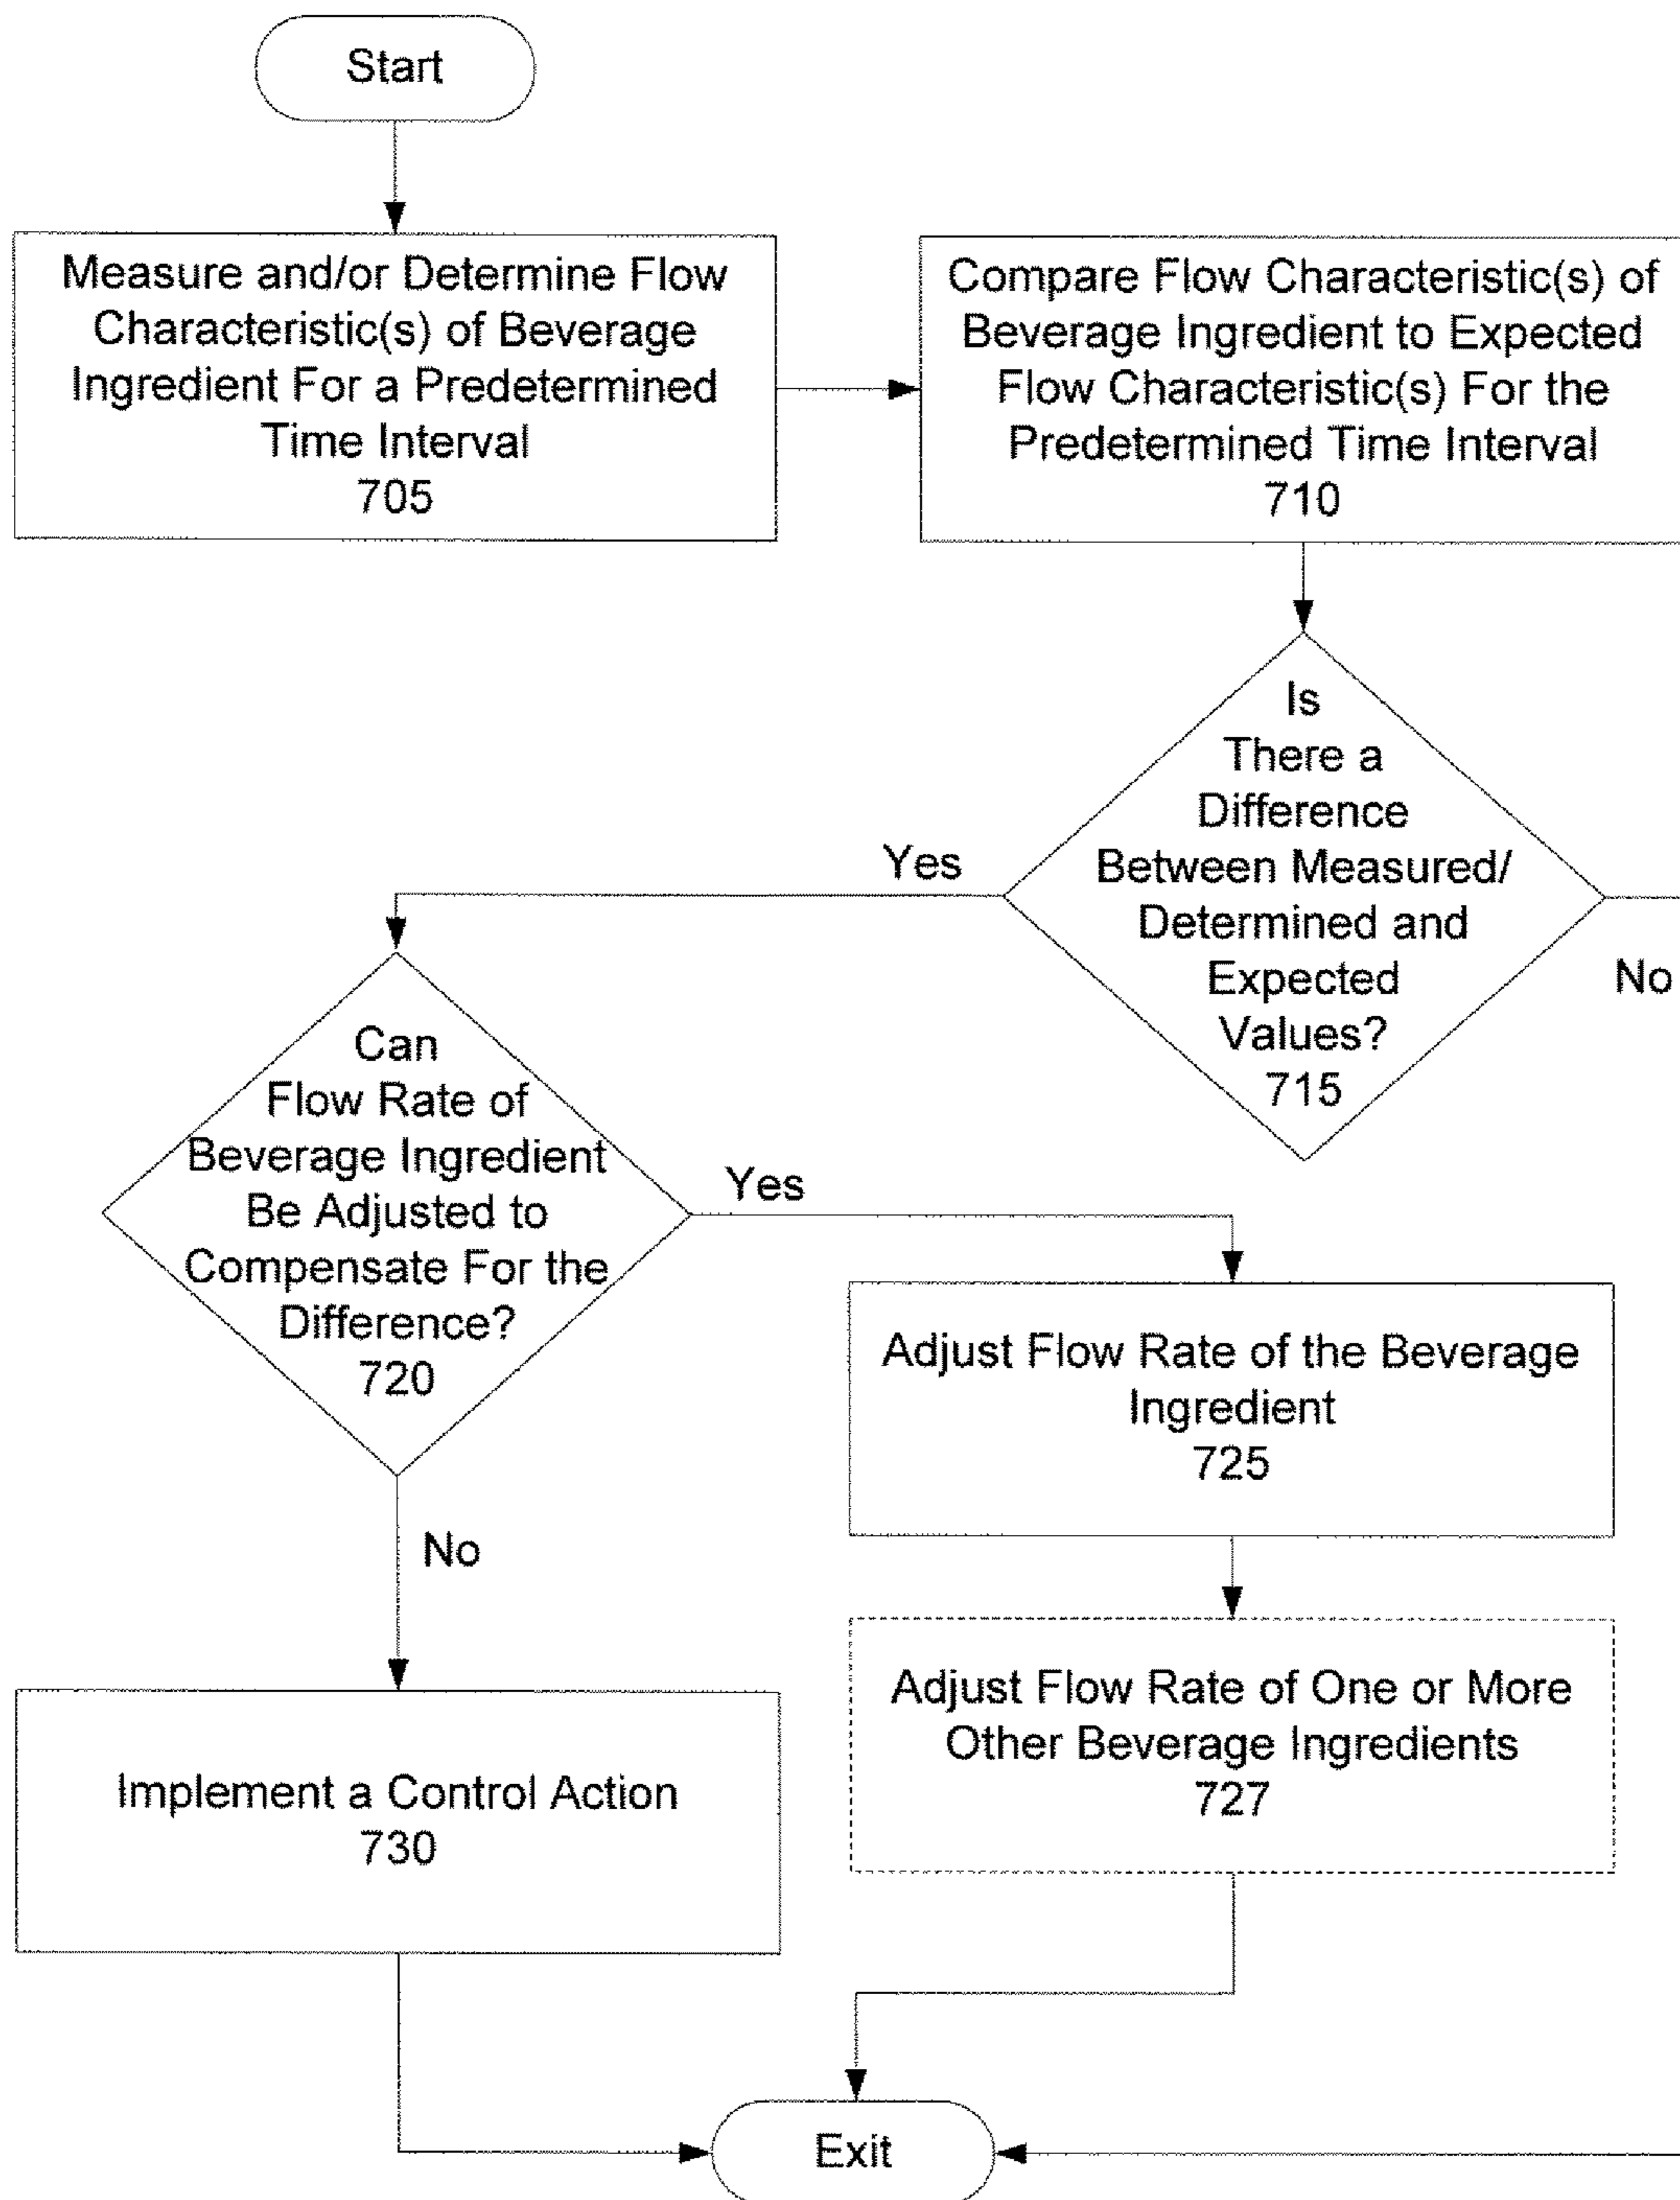 Start
Measure and/or Determine Flow
Characteristic(s) of Beverage
Ingredient For a Predetermined
Time Interval
705
Compare Flow Characteristic(s) of
Beverage Ingredient to Expected
Flow Characteristic(s) For the
Predetermined Time Interval
710
Is
There a
Difference
Between Measured/
Determined and
Expected
Values?
715
Yes
No
Can
Flow Rate of
Beverage Ingredient
Be Adjusted to
Compensate For the
Difference?
720
Yes
No
Adjust Flow Rate of the Beverage
Ingredient
725
Adjust Flow Rate of One or More
Other Beverage Ingredients
727
Implement a Control Action
730
Exit